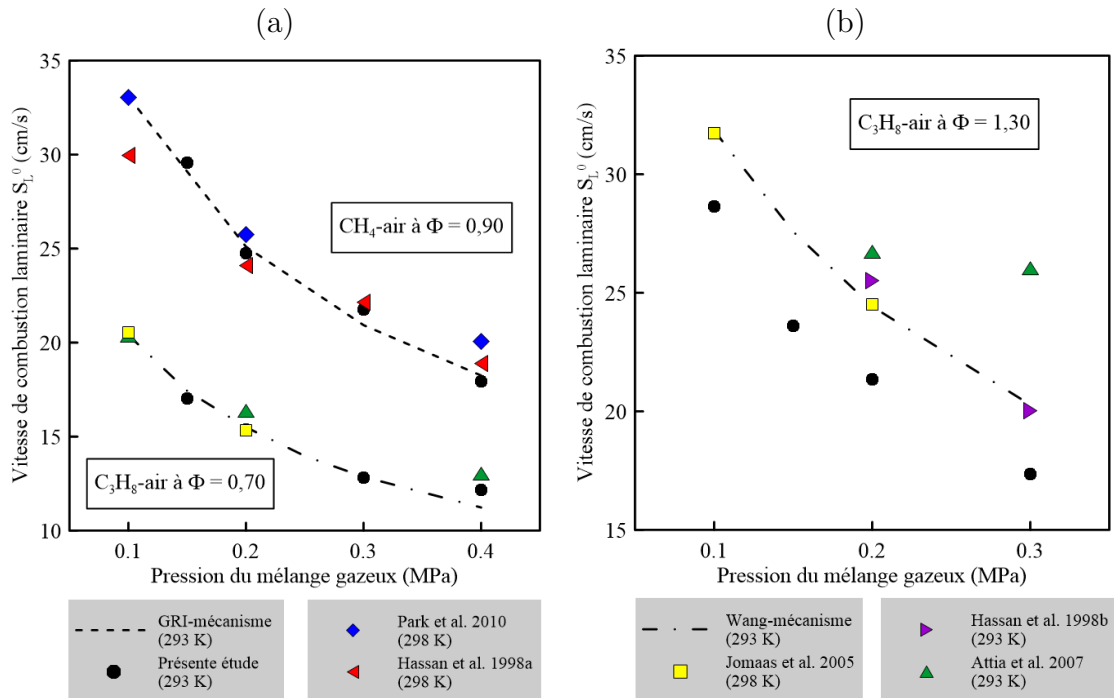 (a)
Vitesse de combustion laminaire S_L^0 (cm/s)
35
30
25
20
15
10
CH₄-air à Φ = 0,90
C₃H₈-air à Φ = 0,70
0.1 0.2 0.3 0.4
Pression du mélange gazeux (MPa)
GRI-mécanisme
(293 K)
Présente étude
(293 K)
Park et al. 2010
(298 K)
Hassan et al. 1998a
(298 K)
(b)
Vitesse de combustion laminaire S_L^0 (cm/s)
35
30
25
20
15
C₃H₈-air à Φ = 1,30
0.1 0.2 0.3
Pression du mélange gazeux (MPa)
Wang-mécanisme
(293 K)
Jomaas et al. 2005
(298 K)
Hassan et al. 1998b
(293 K)
Attia et al. 2007
(293 K)